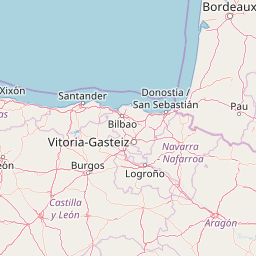 Bordeaux
Xixón
Santander
Donostia /
San Sebastián
Bilbao
Pau
Vitoria-Gasteiz
Navarra
Nafarroa
Burgos
Logroño
Castilla
y León
Aragón